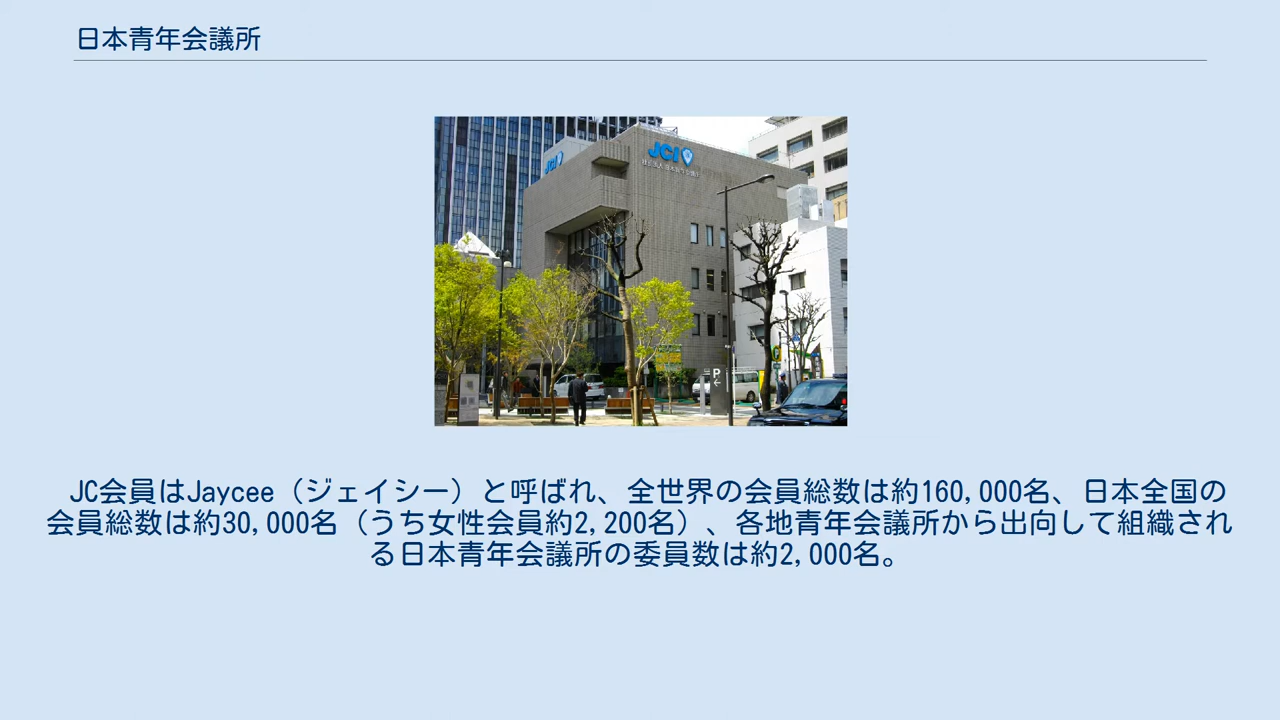 日本青年会議所
JCI
JCI
P
JC会員はJaycee（ジェイシー）と呼ばれ、全世界の会員総数は約160,000名、日本全国の
会員総数は約30,000名（うち女性会員約2,200名）、各地青年会議所から出向して組織され
る日本青年会議所の委員数は約2,000名。